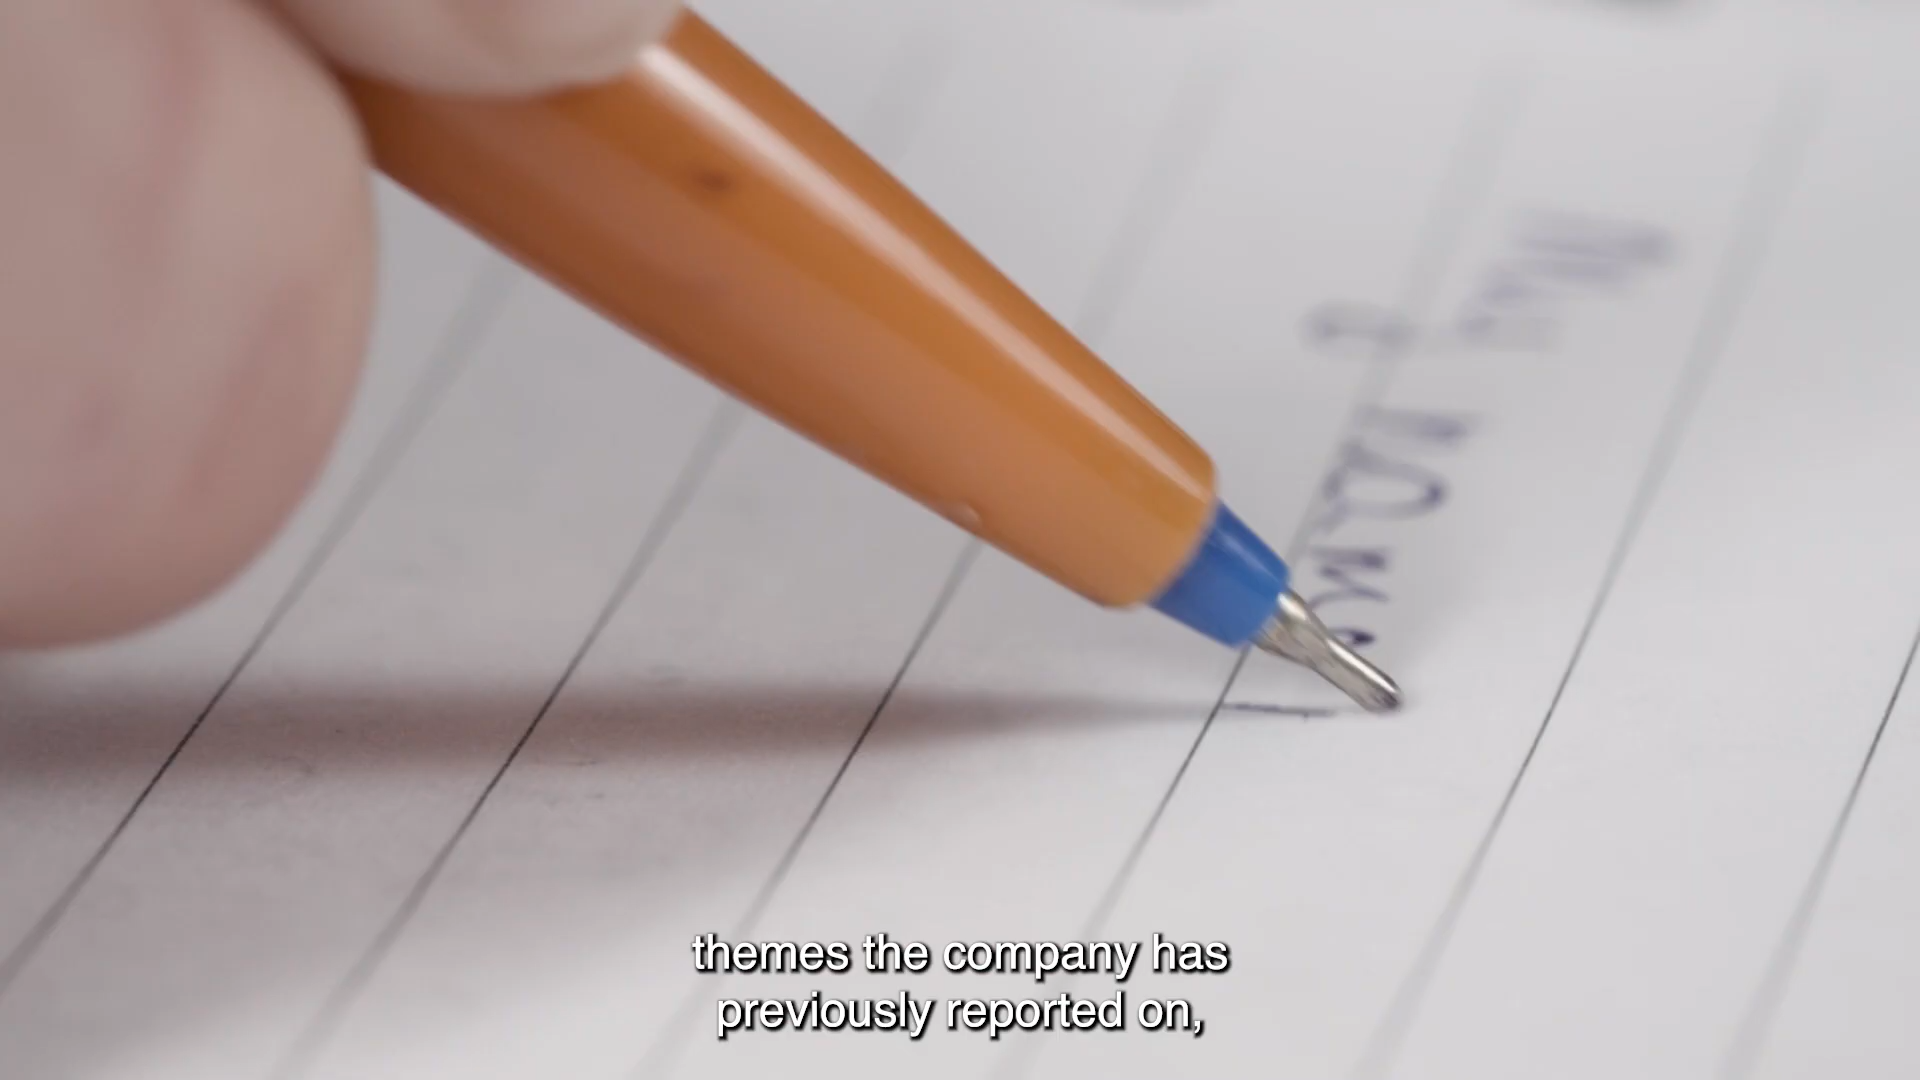 themes the company has
previously reported on,